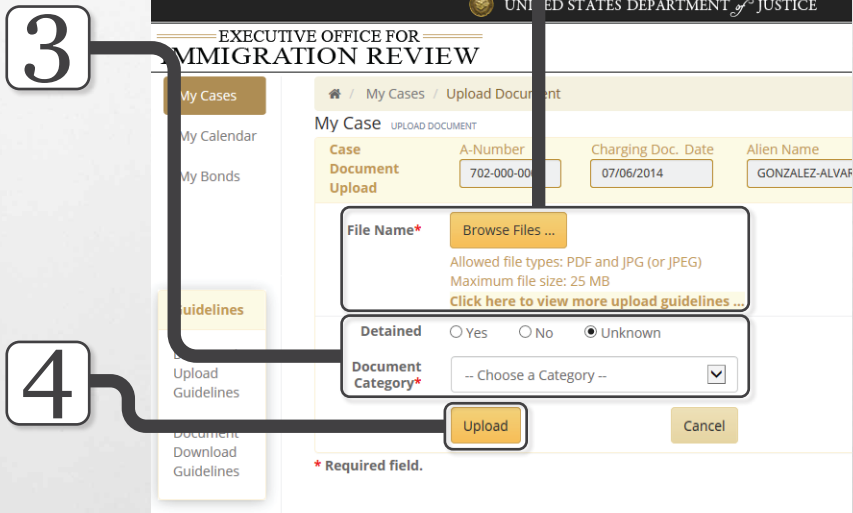 3
UNITED STATES DEPARTMENT of JUSTICE
EXECUTIVE OFFICE FOR
IMMIGRATION REVIEW
My Cases
My Calendar
My Bonds
My Cases / Upload Document
My Case UPLOAD DOCUMENT
Case Document Upload
A-Number
Charging Doc. Date
Alien Name
702-000-00
07/06/2014
GONZALEZ-ALVAR
File Name*
Browse Files ...
Allowed file types: PDF and JPG (or JPEG)
Maximum file size: 25 MB
Click here to view more upload guidelines ...
Guidelines
Upload
Guidelines
Document
Download
Guidelines
Detained
Yes
No
Unknown
Document
Category*
-- Choose a Category --
4
Upload
Cancel
* Required field.